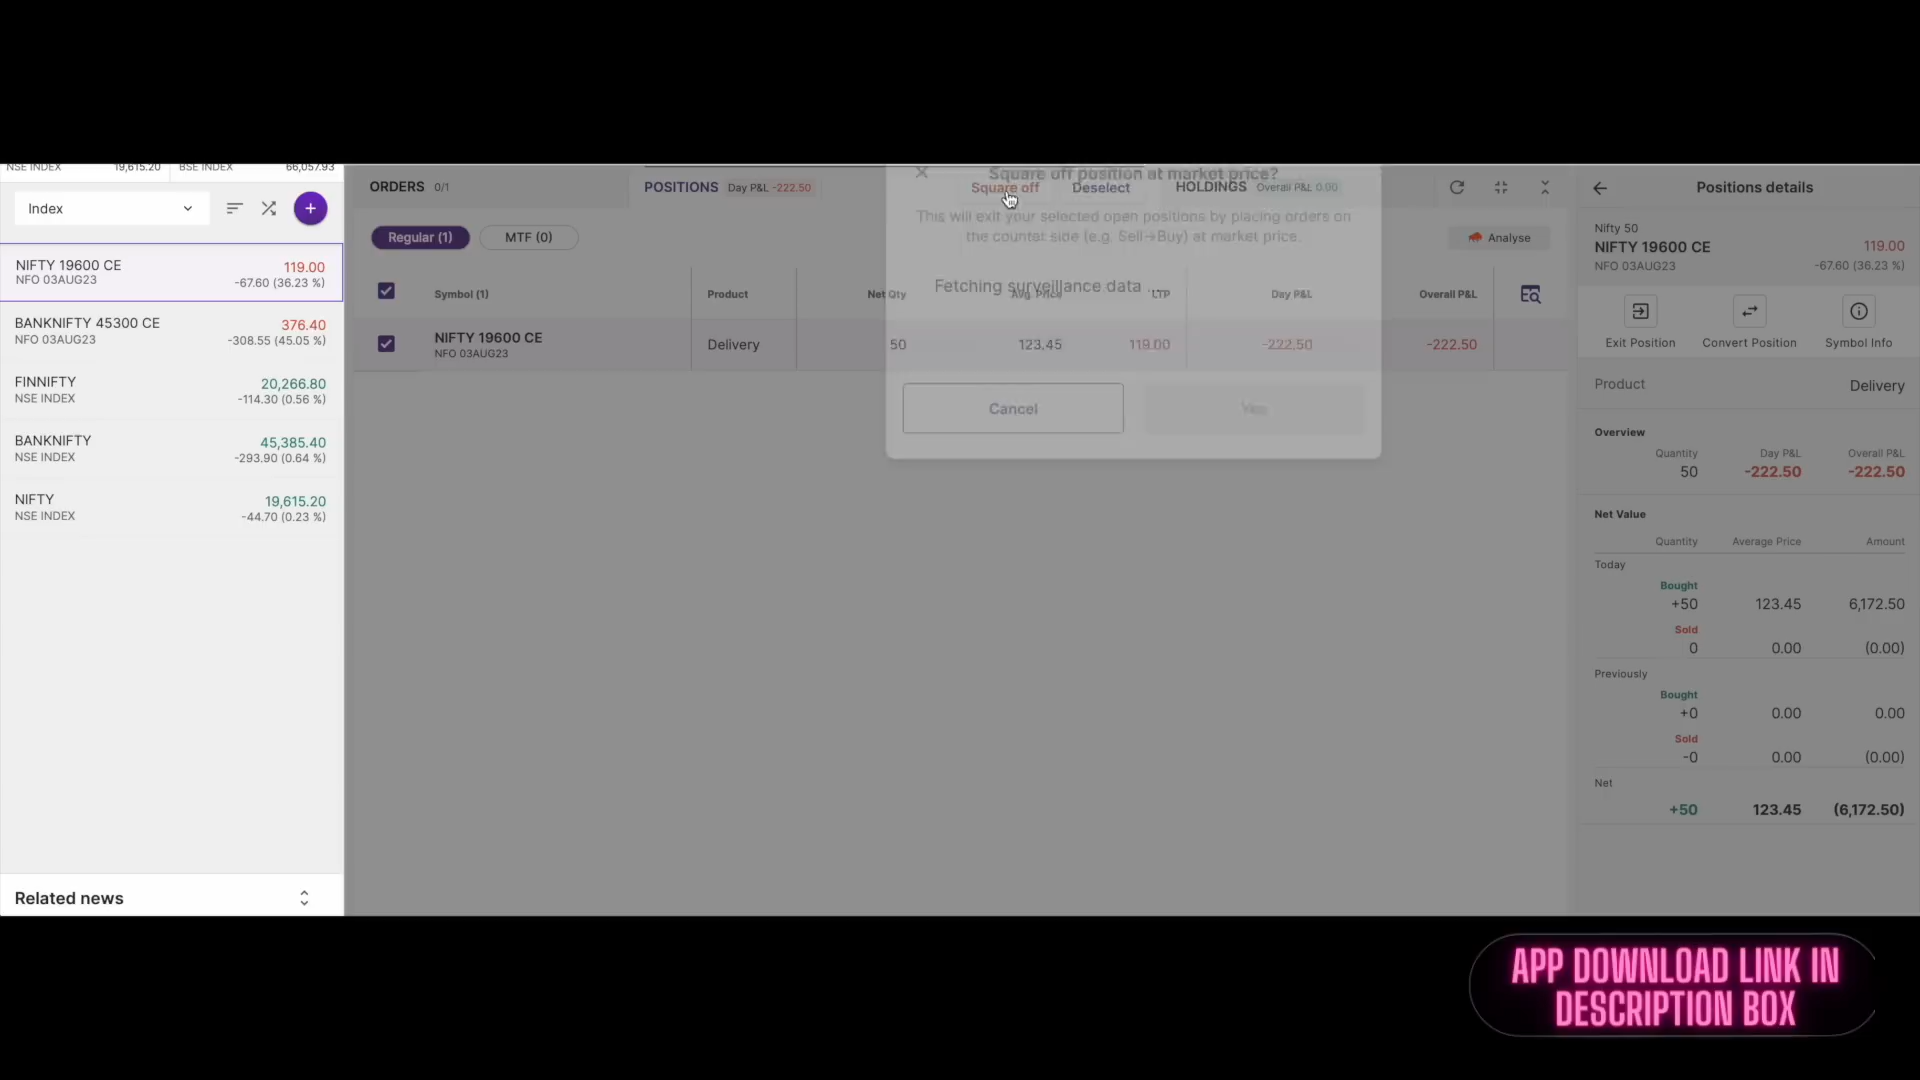 NSE INDEX 19,615.20 BSE INDEX 66,057.93
Index
NIFTY 19600 CE 119.00
NFO 03AUG23 -67.60 (36.23 %)
BANKNIFTY 45300 CE 376.40
NFO 03AUG23 -308.55 (45.05 %)
FINNIFTY 20,266.80
NSE INDEX -114.30 (0.56 %)
BANKNIFTY 45,385.40
NSE INDEX -293.90 (0.64 %)
NIFTY 19,615.20
NSE INDEX -44.70 (0.23 %)
Related news
ORDERS 0/1
POSITIONS Day P&L -222.50
Square off Deselect
HOLDINGS Overall P&L 0.00
Regular (1) MTF (0)
Analyse
Symbol (1) Product Net Qty Avg. Price LTP Day P&L Overall P&L
NIFTY 19600 CE Delivery 50 123.45 119.00 -222.50 -222.50
NFO 03AUG23
Square off position at market price?
This will exit your selected open positions by placing orders on
the counter side (e.g. Sell->Buy) at market price.
Fetching surveillance data ...
Cancel Yes
Positions details
Nifty 50
NIFTY 19600 CE 119.00
NFO 03AUG23 -67.60 (36.23 %)
Exit Position Convert Position Symbol Info
Product Delivery
Overview
Quantity Day P&L Overall P&L
50 -222.50 -222.50
Net Value
Quantity Average Price Amount
Today
Bought
+50 123.45 6,172.50
Sold
0 0.00 (0.00)
Previously
Bought
+0 0.00 0.00
Sold
-0 0.00 (0.00)
Net
+50 123.45 (6,172.50)
APP DOWNLOAD LINK IN
DESCRIPTION BOX